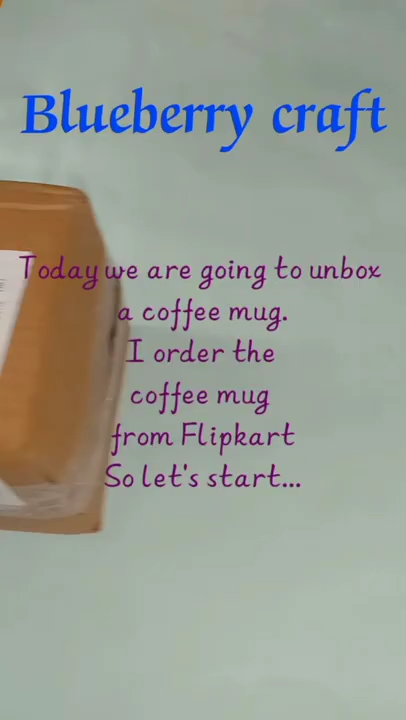 Blueberry craft
Today we are going to unbox
a coffee mug.
I order the
coffee mug
from Flipkart
So let's start...